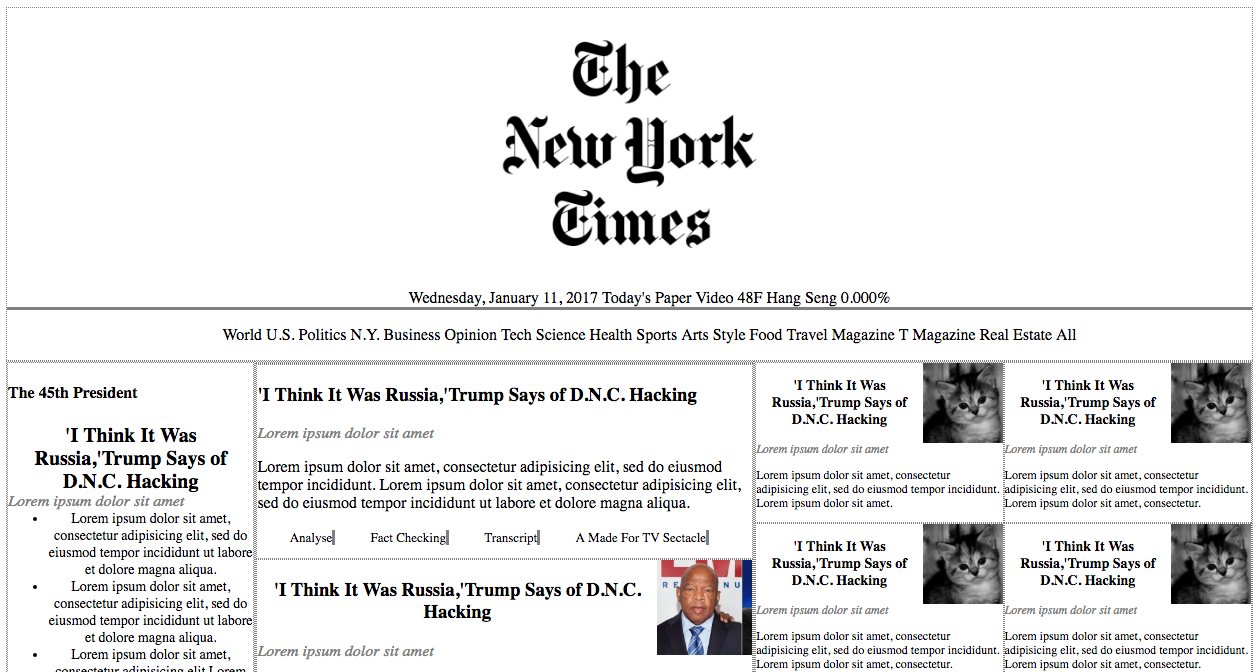 The
New York
Times
Wednesday, January 11, 2017 Today's Paper Video 48F Hang Seng 0.000%
World U.S. Politics N.Y. Business Opinion Tech Science Health Sports Arts Style Food Travel Magazine T Magazine Real Estate All
The 45th President
'I Think It Was
Russia,'Trump Says of
D.N.C. Hacking
Lorem ipsum dolor sit amet
Lorem ipsum dolor sit amet,
consectetur adipisicing elit, sed do
eiusmod tempor incididunt ut labore
et dolore magna aliqua.
Lorem ipsum dolor sit amet,
consectetur adipisicing elit, sed do
eiusmod tempor incididunt ut labore
et dolore magna aliqua.
Lorem ipsum dolor sit amet,
consectetur adipisicing elit Lorem
'I Think It Was Russia,'Trump Says of D.N.C. Hacking
Lorem ipsum dolor sit amet
Lorem ipsum dolor sit amet, consectetur adipisicing elit, sed do eiusmod
tempor incididunt. Lorem ipsum dolor sit amet, consectetur adipisicing elit,
sed do eiusmod tempor incididunt ut labore et dolore magna aliqua.
Analyse Fact Checking Transcript A Made For TV Sectacle
'I Think It Was Russia,'Trump Says of D.N.C.
Hacking
Lorem ipsum dolor sit amet
'I Think It Was
Russia,'Trump Says of
D.N.C. Hacking
Lorem ipsum dolor sit amet
Lorem ipsum dolor sit amet, consectetur
adipisicing elit, sed do eiusmod tempor incididunt.
Lorem ipsum dolor sit amet.
'I Think It Was
Russia,'Trump Says of
D.N.C. Hacking
Lorem ipsum dolor sit amet
Lorem ipsum dolor sit amet, consectetur
adipisicing elit, sed do eiusmod tempor incididunt.
Lorem ipsum dolor sit amet, consectetur.
'I Think It Was
Russia,'Trump Says of
D.N.C. Hacking
Lorem ipsum dolor sit amet
Lorem ipsum dolor sit amet, consectetur
adipisicing elit, sed do eiusmod tempor incididunt.
Lorem ipsum dolor sit amet, consectetur.
'I Think It Was
Russia,'Trump Says of
D.N.C. Hacking
Lorem ipsum dolor sit amet
Lorem ipsum dolor sit amet, consectetur
adipisicing elit, sed do eiusmod tempor incididunt.
Lorem ipsum dolor sit amet, consectetur.